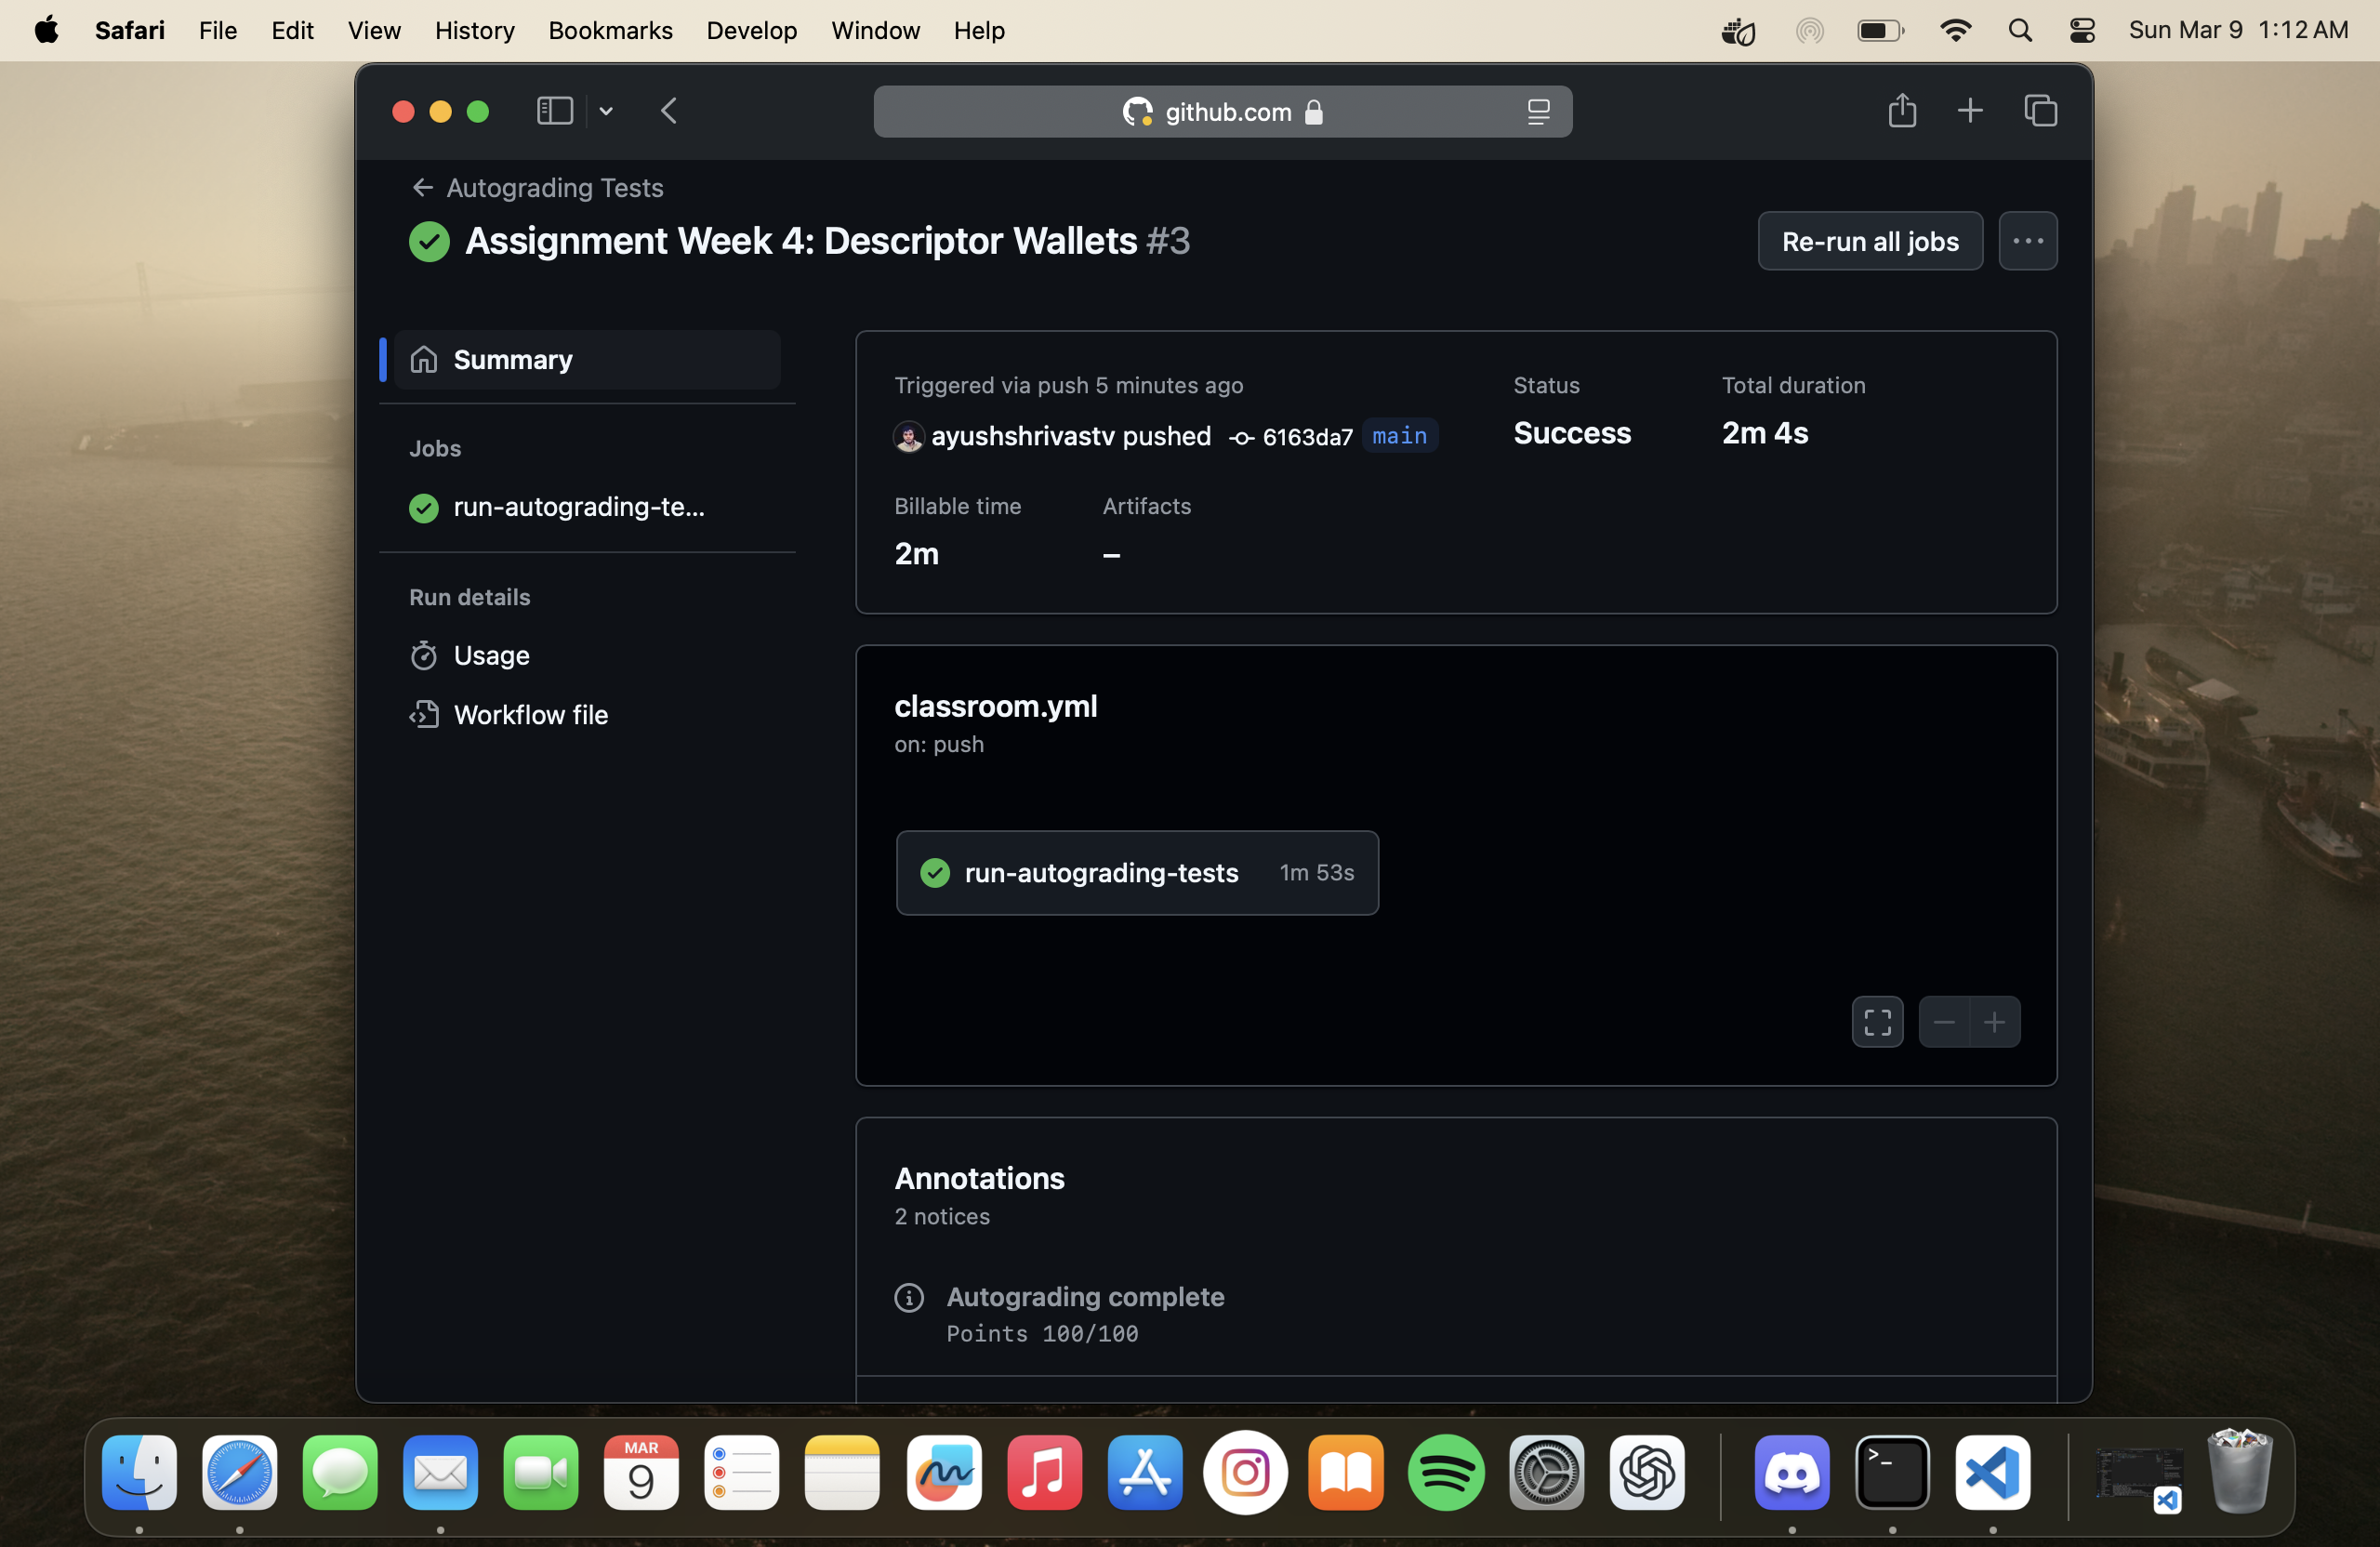 Safari File Edit View History Bookmarks Develop Window Help Sun Mar 9 1:12 AM
github.com
Autograding Tests
Assignment Week 4: Descriptor Wallets #3
Re-run all jobs
Summary
Jobs
run-autograding-te...
Run details
Usage
Workflow file
Triggered via push 5 minutes ago
ayushshrivastv pushed 6163da7 main
Status
Success
Total duration
2m 4s
Billable time
2m
Artifacts
–
classroom.yml
on: push
run-autograding-tests 1m 53s
Annotations
2 notices
Autograding complete
Points 100/100
MAR
9